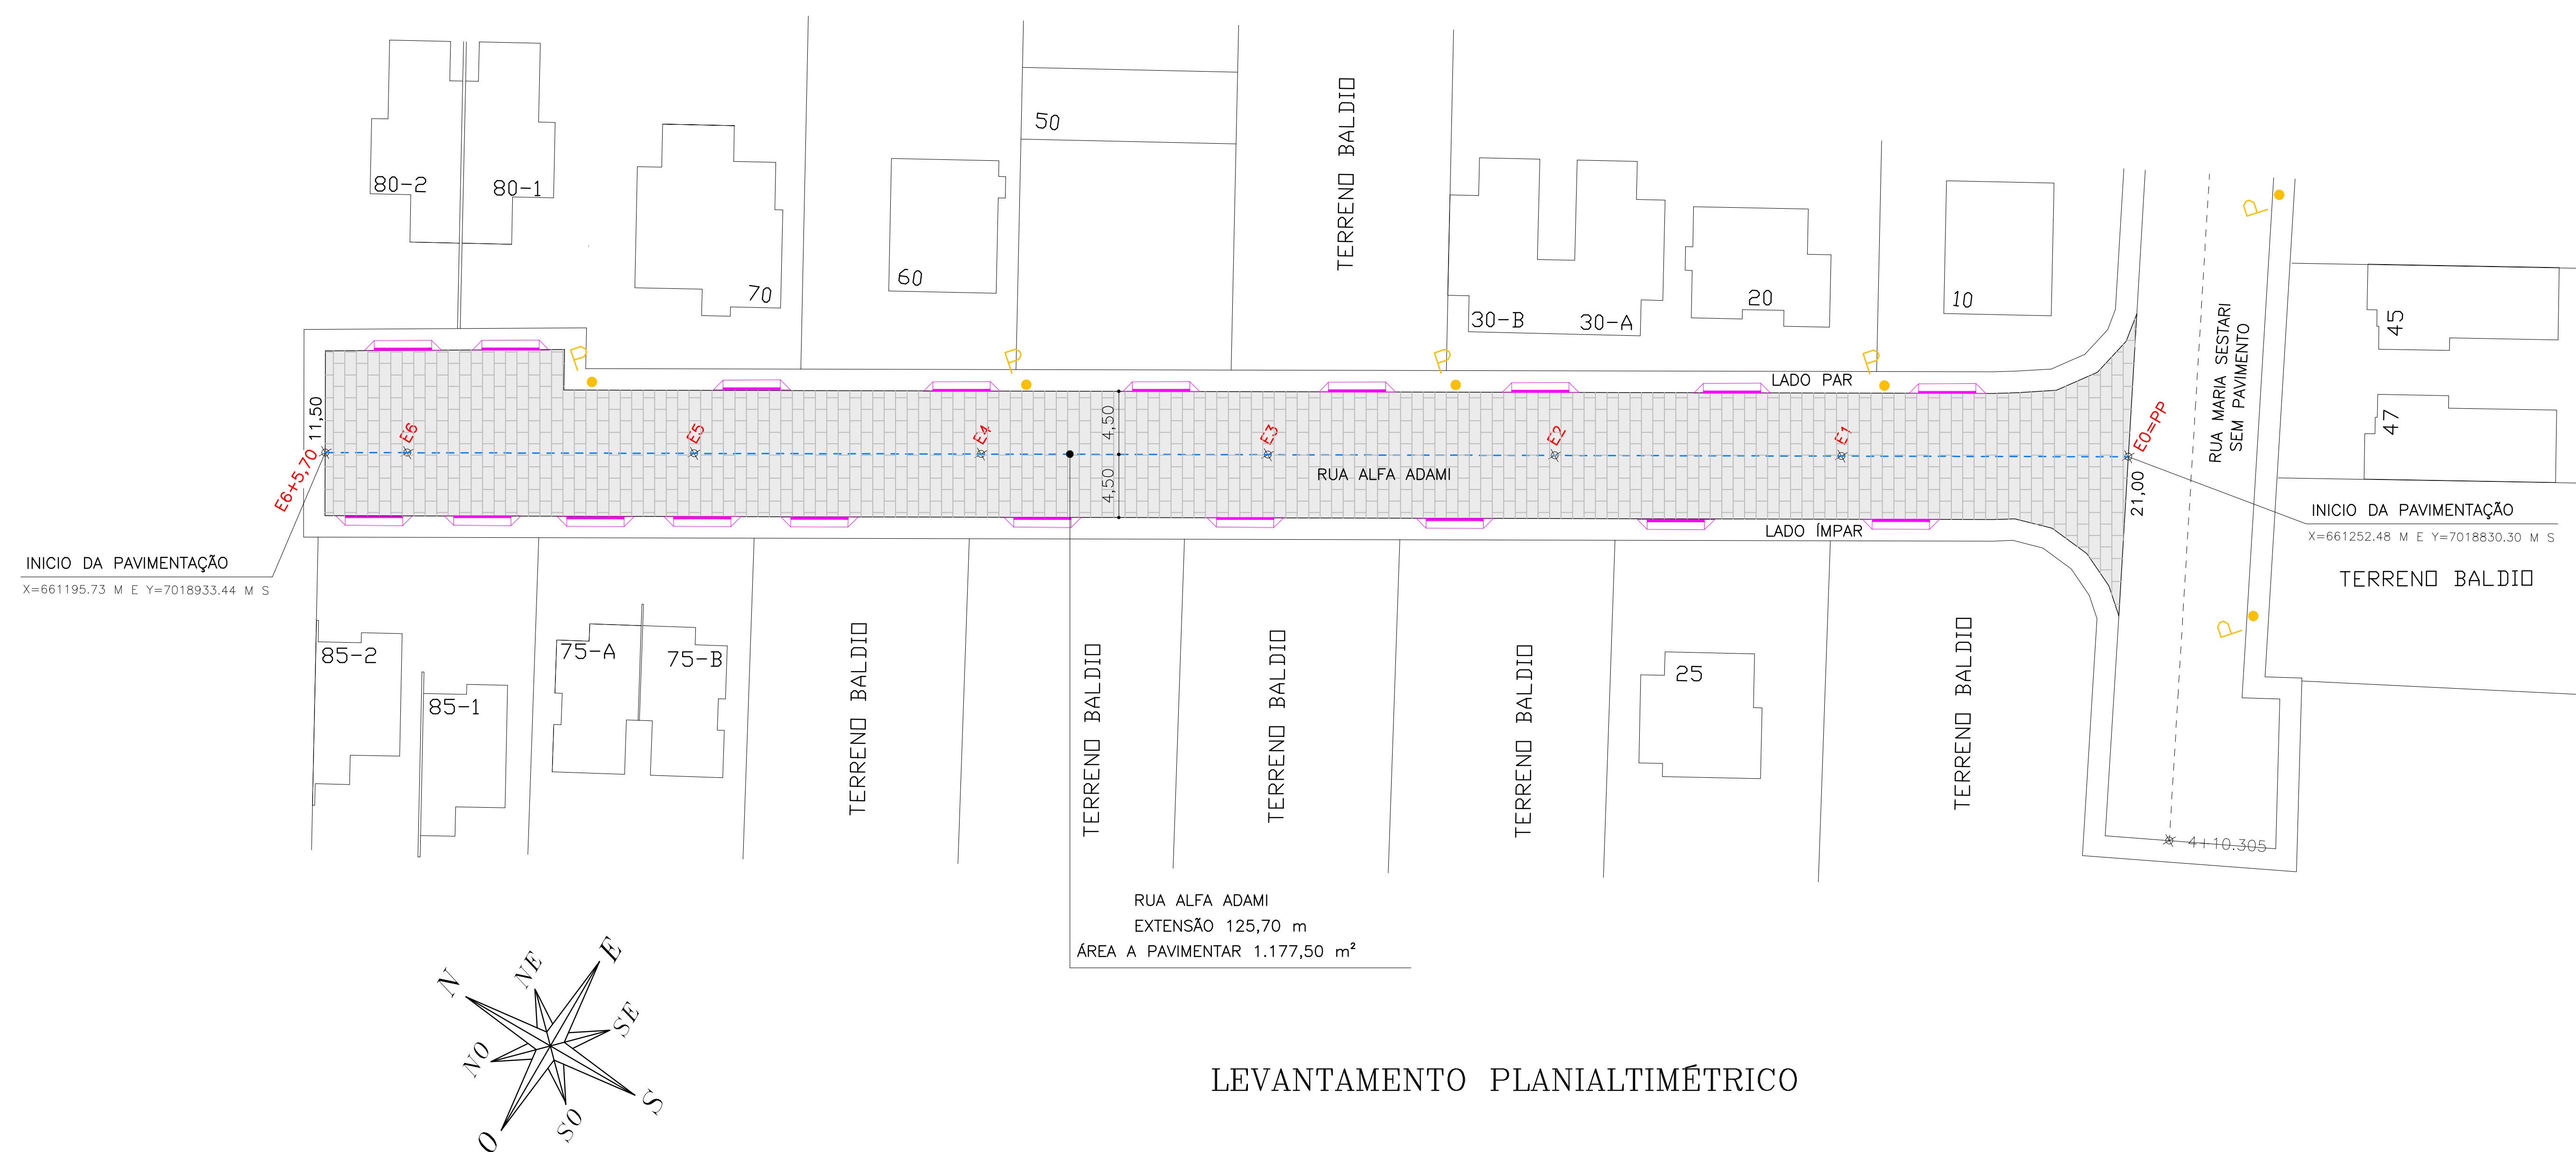 50
TERRENO BALDIO
80-2
80-1
70
60
30-B
30-A
20
10
P
45
47
RUA MARIA SESTARI
SEM PAVIMENTO
P
P
P
P
LADO PAR
11,50
E6+5,70
E6
E5
E4
4,50
4,50
E3
E2
E1
E0=PP
21,00
RUA ALFA ADAMI
LADO ÍMPAR
INICIO DA PAVIMENTAÇÃO
X=661252.48 M E Y=7018830.30 M S
INICIO DA PAVIMENTAÇÃO
X=661195.73 M E Y=7018933.44 M S
TERRENO BALDIO
P
85-2
85-1
75-A
75-B
TERRENO BALDIO
TERRENO BALDIO
TERRENO BALDIO
TERRENO BALDIO
25
TERRENO BALDIO
4+10.305
RUA ALFA ADAMI
EXTENSÃO 125,70 m
ÁREA A PAVIMENTAR 1.177,50 m²
N
NE
E
SE
S
SO
O
NO
LEVANTAMENTO PLANIALTIMÉTRICO